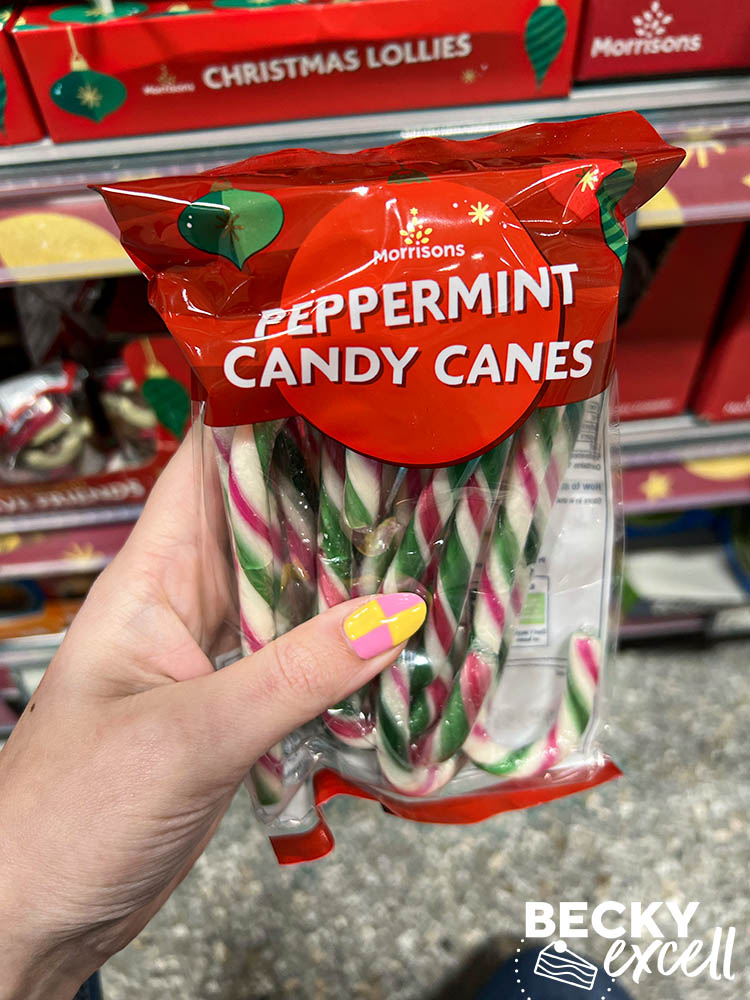 Morrisons
CHRISTMAS LOLLIES
Morrisons
Morrisons
PEPPERMINT
CANDY CANES
BECKY
excell